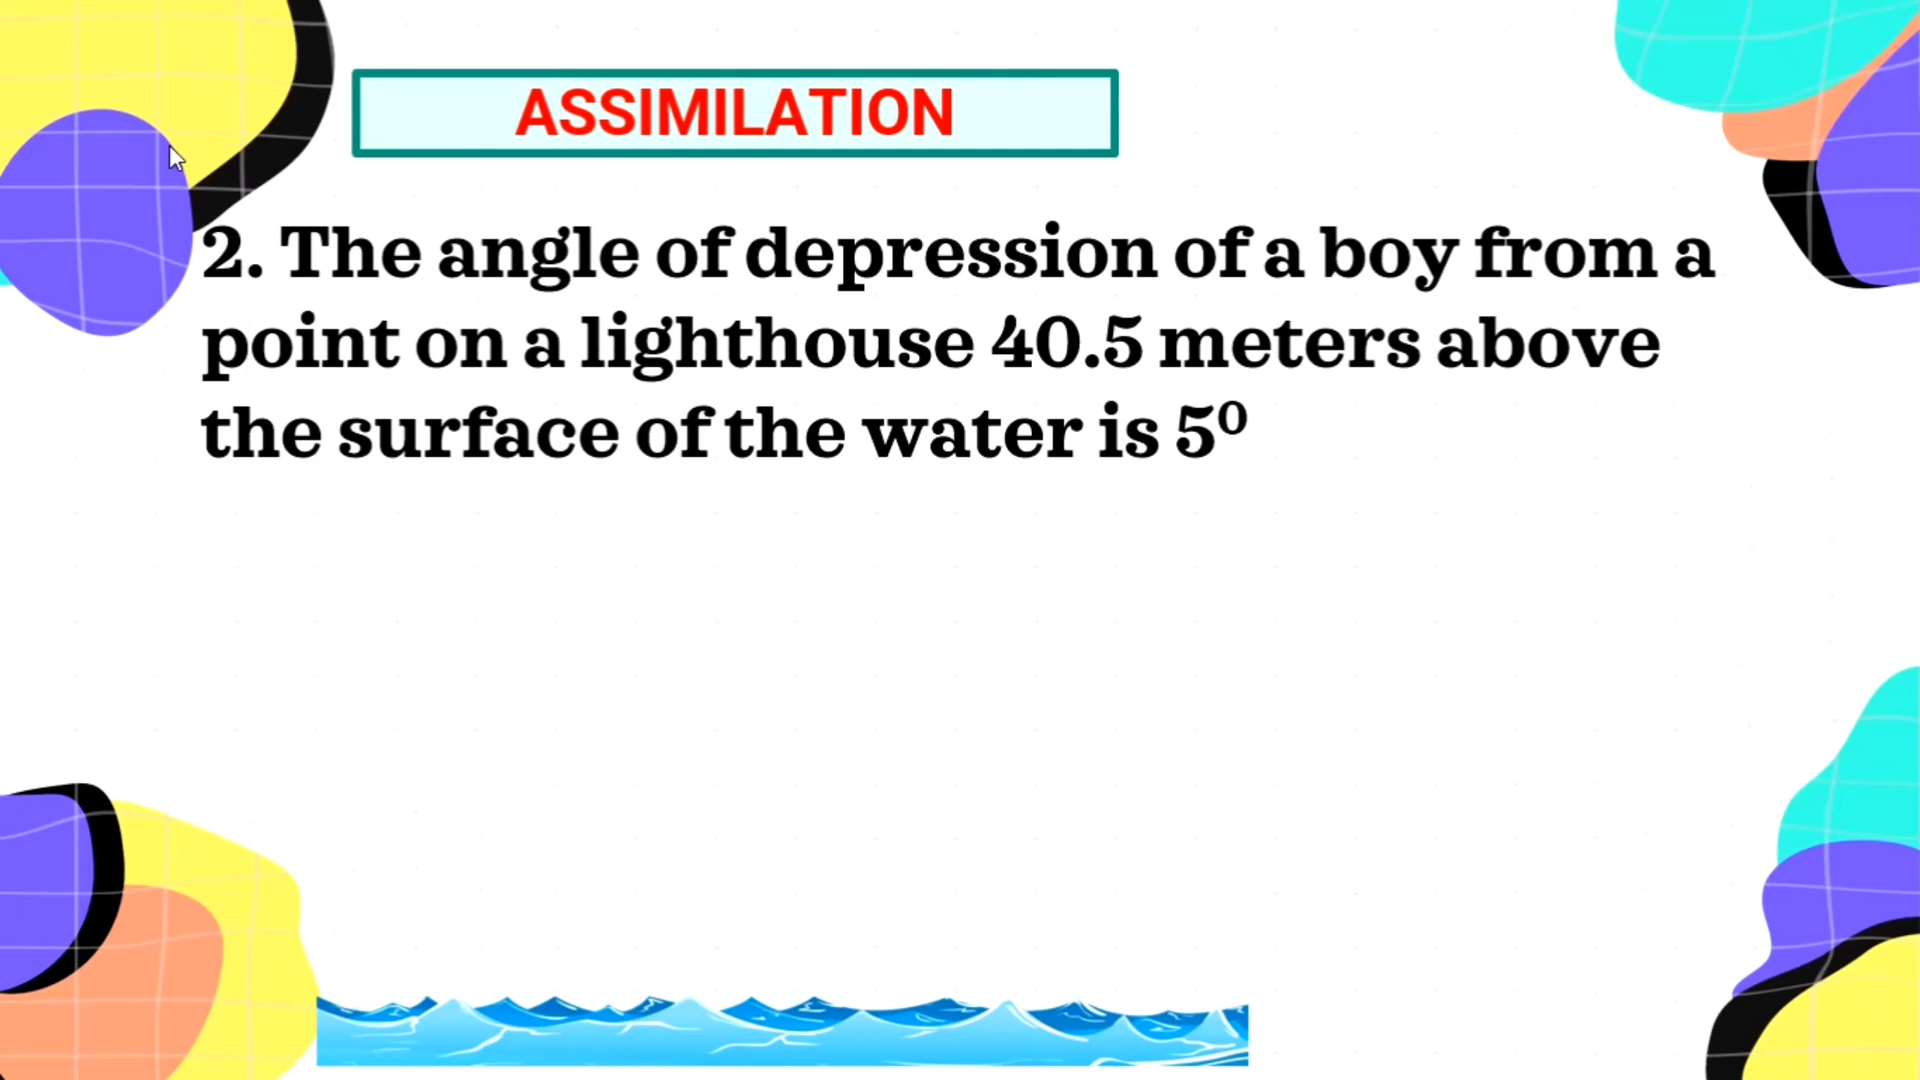 ASSIMILATION
2. The angle of depression of a boy from a
point on a lighthouse 40.5 meters above
the surface of the water is 5⁰